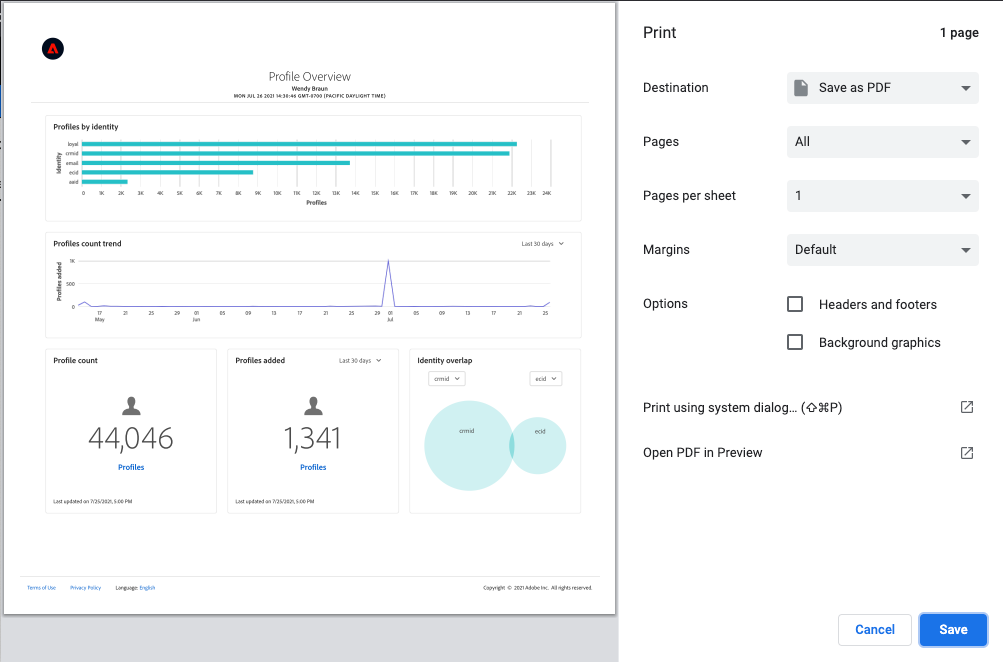 Profile Overview
Wendy Braun
MON JUL 26 2021 14:30:46 GMT-0700 (PACIFIC DAYLIGHT TIME)
Profiles by identity
Identity
loyal
crmid
email
ecid
aaid
0 1K 2K 3K 4K 5K 6K 7K 8K 9K 10K 11K 12K 13K 14K 15K 16K 17K 18K 19K 20K 21K 22K 23K 24K
Profiles
Profiles count trend
Last 30 days
Profiles added
1K
500
0
17 21 25 29 01 05 09 13 17 21 25 29 01 05 09 13 17 21 25
May Jun Jul
Profile count
44,046
Profiles
Last updated on 7/25/2021, 5:00 PM
Profiles added
Last 30 days
1,341
Profiles
Last updated on 7/25/2021, 5:00 PM
Identity overlap
crmid ecid
crmid ecid
Terms of Use Privacy Policy Language: English Copyright © 2021 Adobe Inc. All rights reserved.
Print 1 page
Destination Save as PDF
Pages All
Pages per sheet 1
Margins Default
Options Headers and footers
Background graphics
Print using system dialog… (⇧⌘P)
Open PDF in Preview
Cancel Save